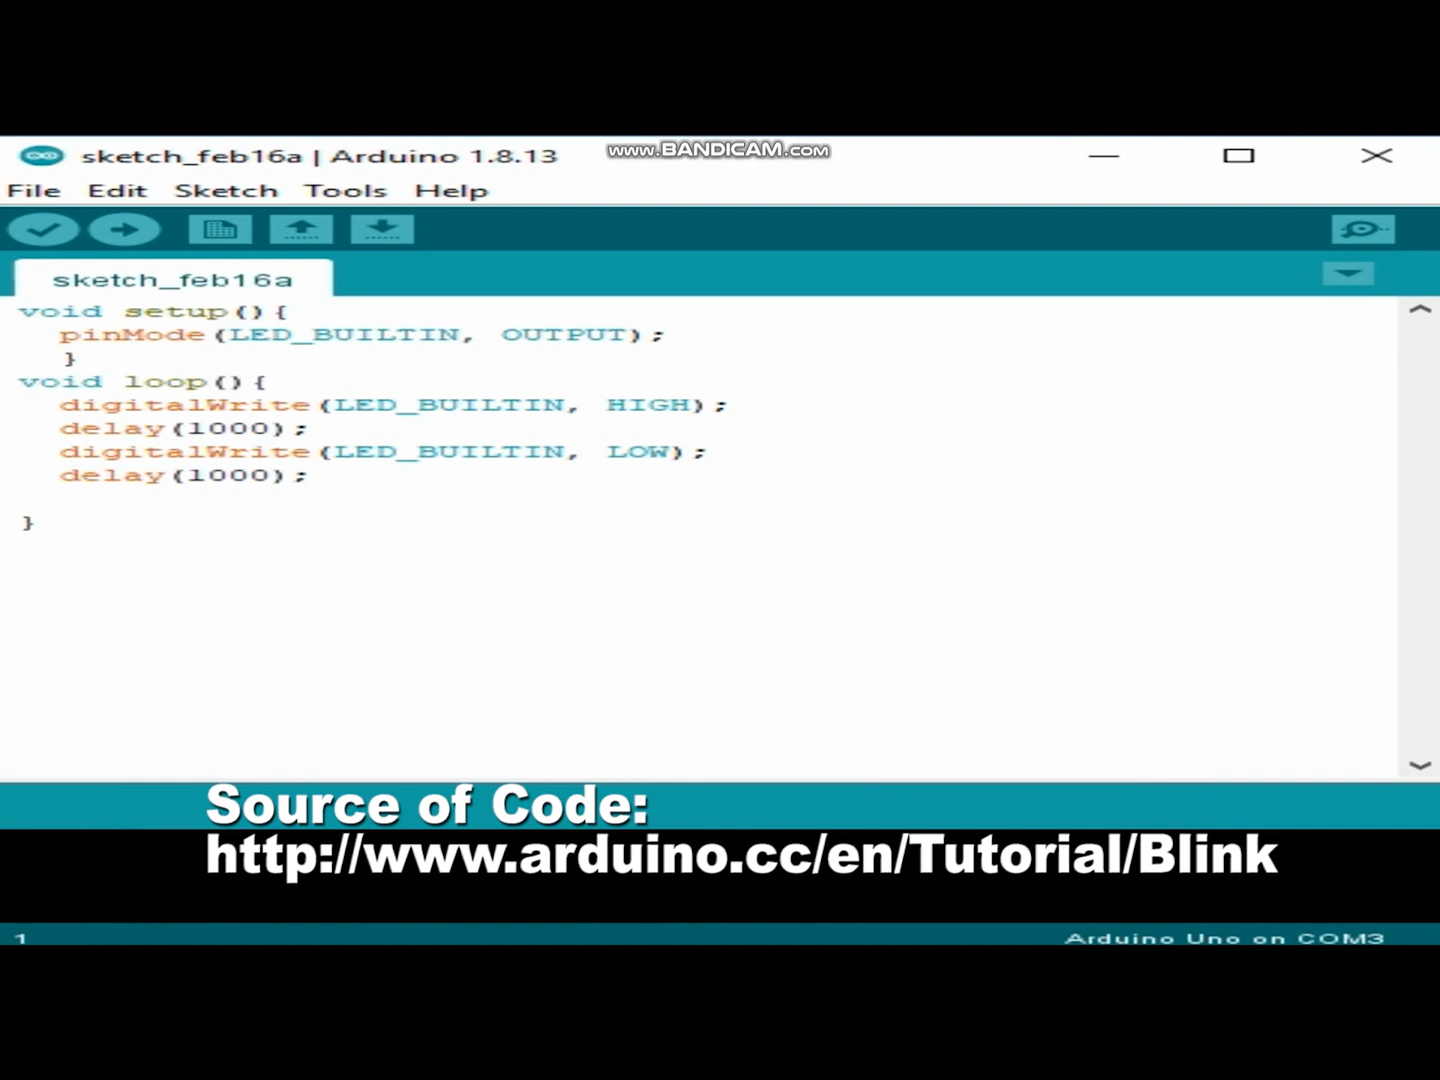 sketch_feb16a | Arduino 1.8.13
www.BANDICAM.com
File Edit Sketch Tools Help
sketch_feb16a
void setup(){
pinMode(LED_BUILTIN, OUTPUT);
}
void loop(){
digitalWrite(LED_BUILTIN, HIGH);
delay(1000);
digitalWrite(LED_BUILTIN, LOW);
delay(1000);
}
Source of Code:
http://www.arduino.cc/en/Tutorial/Blink
1
Arduino Uno on COM3